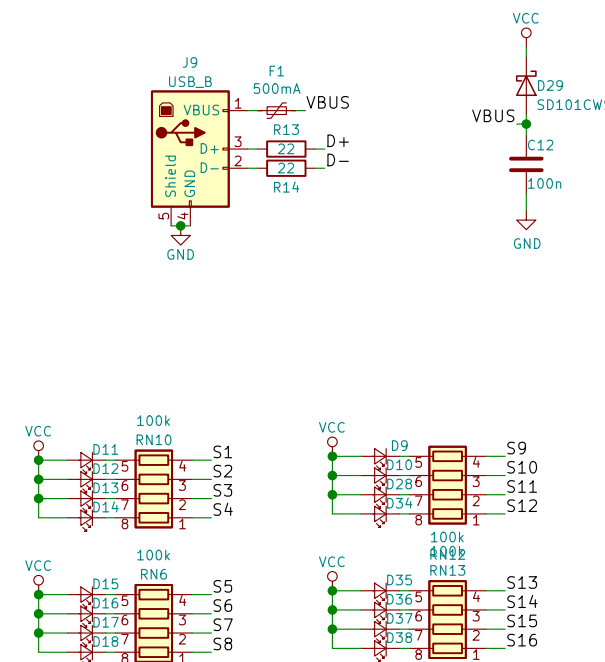 VCC
J9
USB_B
F1
500mA
VBUS
1
VBUS
D29
R13
VBUS
3
D+
22
D+
C12
2
D-
22
D-
R14
Shield
GND
5
4
100n
GND
GND
100k
RN10
VCC
D11
5
4
S1
D12
6
3
S2
D13
7
2
S3
D14
8
1
S4
VCC
D9
5
4
S9
D10
6
3
S10
D28
7
2
S11
D34
8
1
S12
100k
RN12
100k
RN6
VCC
D15
5
4
S5
D16
6
3
S6
D17
7
2
S7
D18
8
1
S8
100k
RN13
VCC
D35
5
4
S13
D36
6
3
S14
D37
7
2
S15
D38
8
1
S16